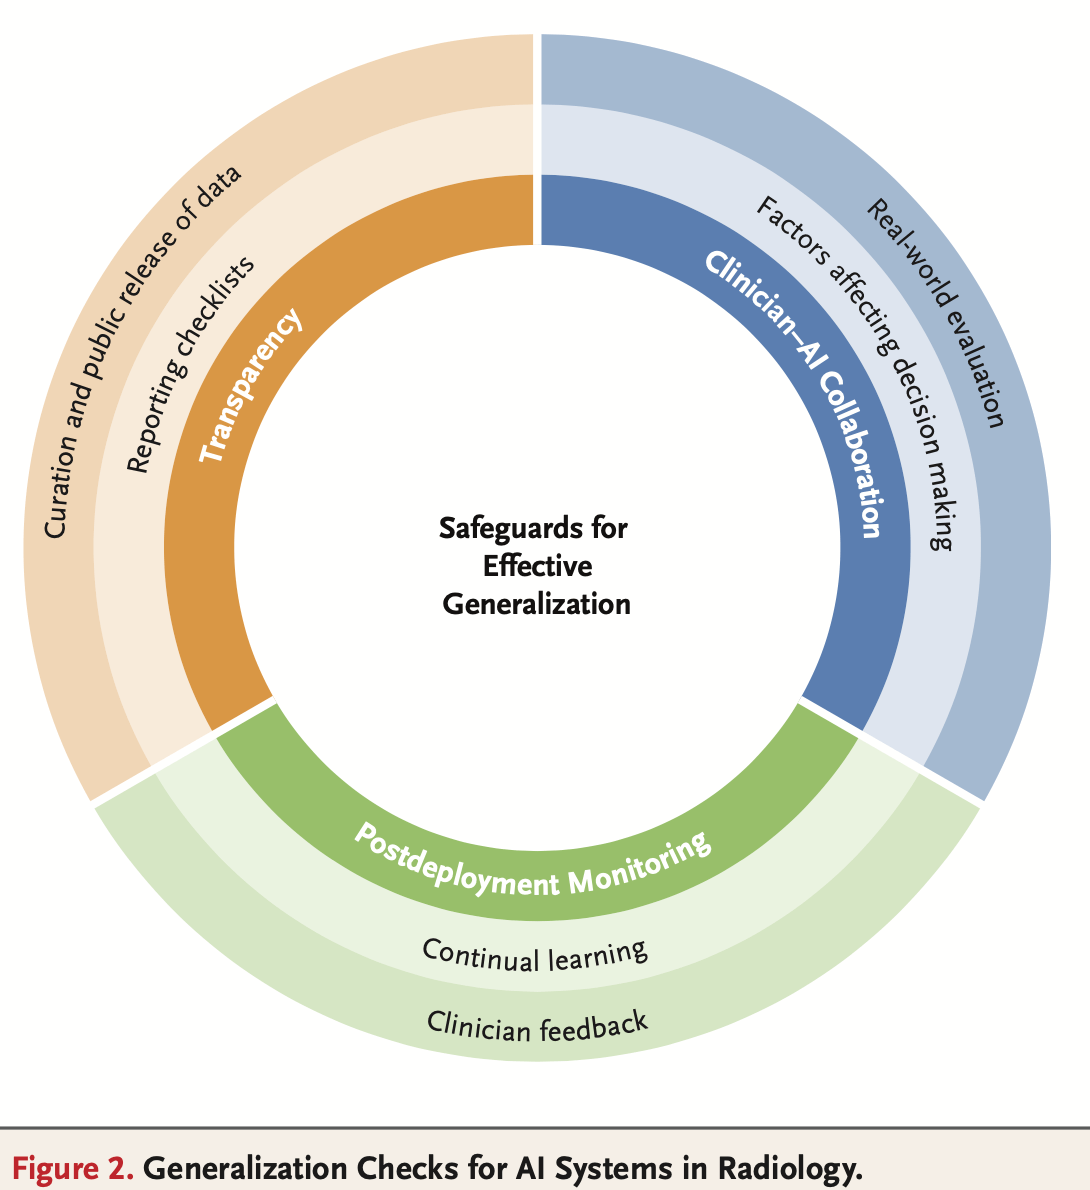 Curation and public release of data
Reporting checklists
Transparency
Real-world evaluation
Factors affecting decision making
Clinician–AI Collaboration
Safeguards for
Effective
Generalization
Postdeployment Monitoring
Continual learning
Clinician feedback
Figure 2. Generalization Checks for AI Systems in Radiology.